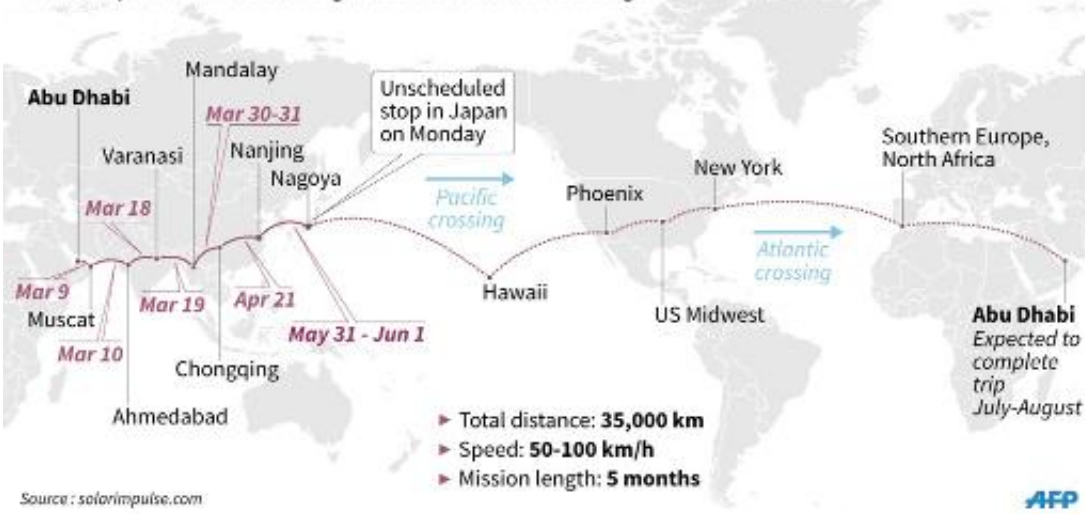 Mandalay
Abu Dhabi
Mar 30-31
Unscheduled
stop in Japan
on Monday
Varanasi
Nanjing
Nagoya
Southern Europe,
North Africa
New York
Phoenix
Pacific
crossing
Mar 18
Atlantic
crossing
Mar 9
Mar 19
Apr 21
Hawaii
Muscat
US Midwest
Abu Dhabi
May 31 - Jun 1
Expected to
complete
trip
July-August
Mar 10
Chongqing
Ahmedabad
► Total distance: 35,000 km
► Speed: 50-100 km/h
► Mission length: 5 months
Source : solarimpulse.com
AFP